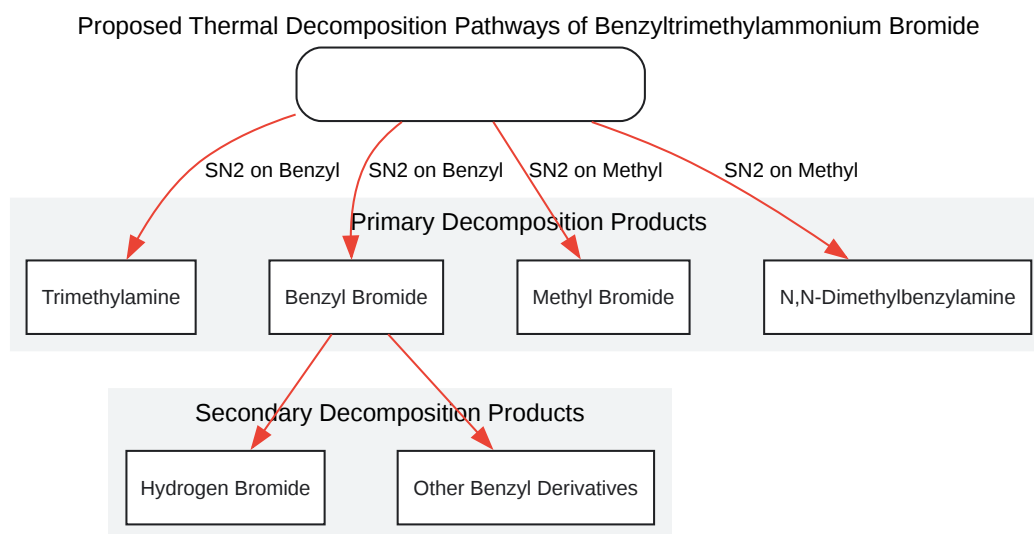 Proposed Thermal Decomposition Pathways of Benzyltrimethylammonium Bromide
SN2 on Benzyl
SN2 on Benzyl
SN2 on Methyl
SN2 on Methyl
Primary Decomposition Products
Trimethylamine
Benzyl Bromide
Methyl Bromide
N,N-Dimethylbenzylamine
Secondary Decomposition Products
Hydrogen Bromide
Other Benzyl Derivatives